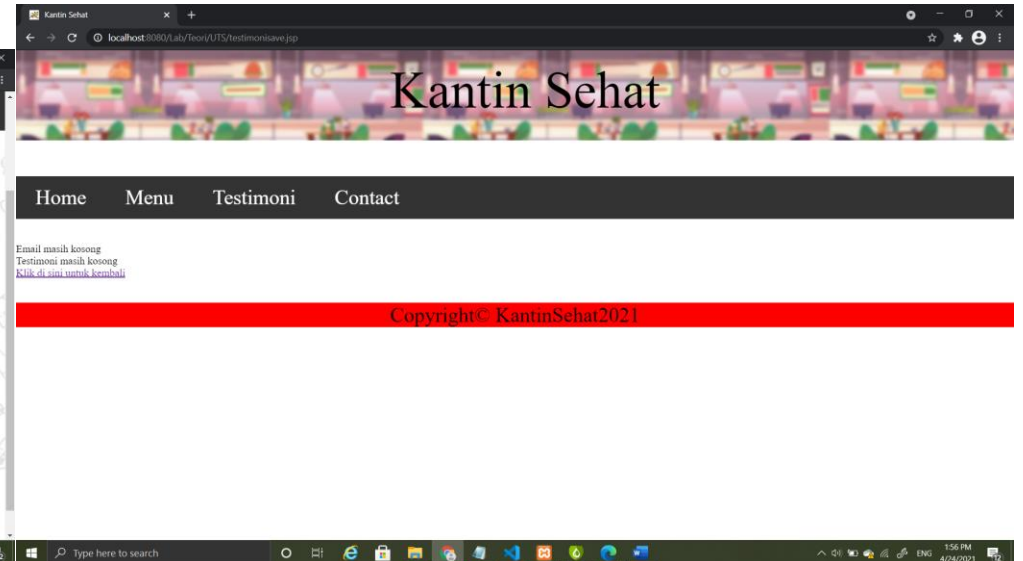 Kantin Sehat
localhost:8080/Lab/Teori/UTS/testimonisave.jsp
Kantin Sehat
Home Menu Testimoni Contact
Email masih kosong
Testimoni masih kosong
Klik di sini untuk kembali
Copyright© KantinSehat2021
Type here to search
ENG
1:56 PM
4/24/2021